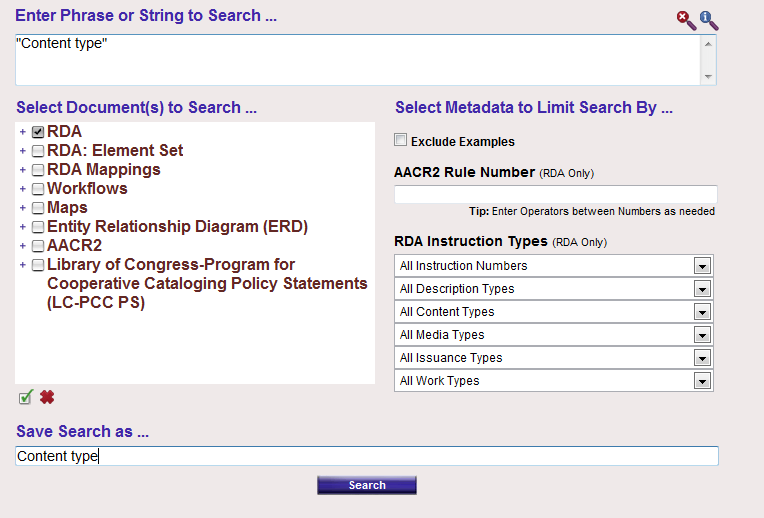 Enter Phrase or String to Search ...
"Content type"
Select Document(s) to Search ...
+ RDA
+ RDA: Element Set
+ RDA Mappings
+ Workflows
+ Maps
+ Entity Relationship Diagram (ERD)
+ AACR2
+ Library of Congress-Program for
Cooperative Cataloging Policy Statements
(LC-PCC PS)
Select Metadata to Limit Search By ...
Exclude Examples
AACR2 Rule Number (RDA Only)
Tip: Enter Operators between Numbers as needed
RDA Instruction Types (RDA Only)
All Instruction Numbers
All Description Types
All Content Types
All Media Types
All Issuance Types
All Work Types
Save Search as ...
Content type
Search